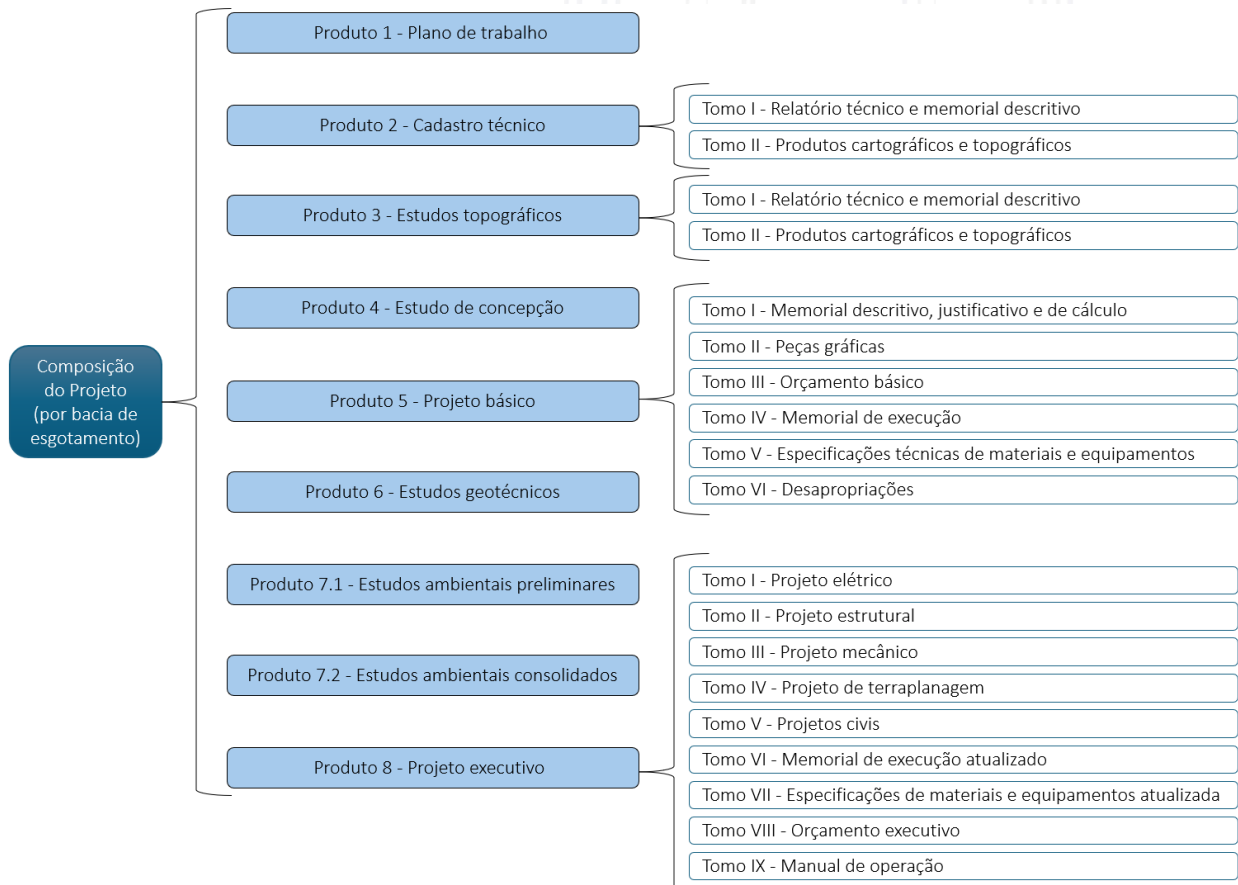 Composição
do Projeto
(por bacia de
esgotamento)
Produto 1 - Plano de trabalho
Produto 2 - Cadastro técnico
Tomo I - Relatório técnico e memorial descritivo
Tomo II - Produtos cartográficos e topográficos
Produto 3 - Estudos topográficos
Tomo I - Relatório técnico e memorial descritivo
Tomo II - Produtos cartográficos e topográficos
Produto 4 - Estudo de concepção
Produto 5 - Projeto básico
Tomo I - Memorial descritivo, justificativo e de cálculo
Tomo II - Peças gráficas
Tomo III - Orçamento básico
Tomo IV - Memorial de execução
Tomo V - Especificações técnicas de materiais e equipamentos
Tomo VI - Desapropriações
Produto 6 - Estudos geotécnicos
Produto 7.1 - Estudos ambientais preliminares
Produto 7.2 - Estudos ambientais consolidados
Produto 8 - Projeto executivo
Tomo I - Projeto elétrico
Tomo II - Projeto estrutural
Tomo III - Projeto mecânico
Tomo IV - Projeto de terraplanagem
Tomo V - Projetos civis
Tomo VI - Memorial de execução atualizado
Tomo VII - Especificações de materiais e equipamentos atualizada
Tomo VIII - Orçamento executivo
Tomo IX - Manual de operação